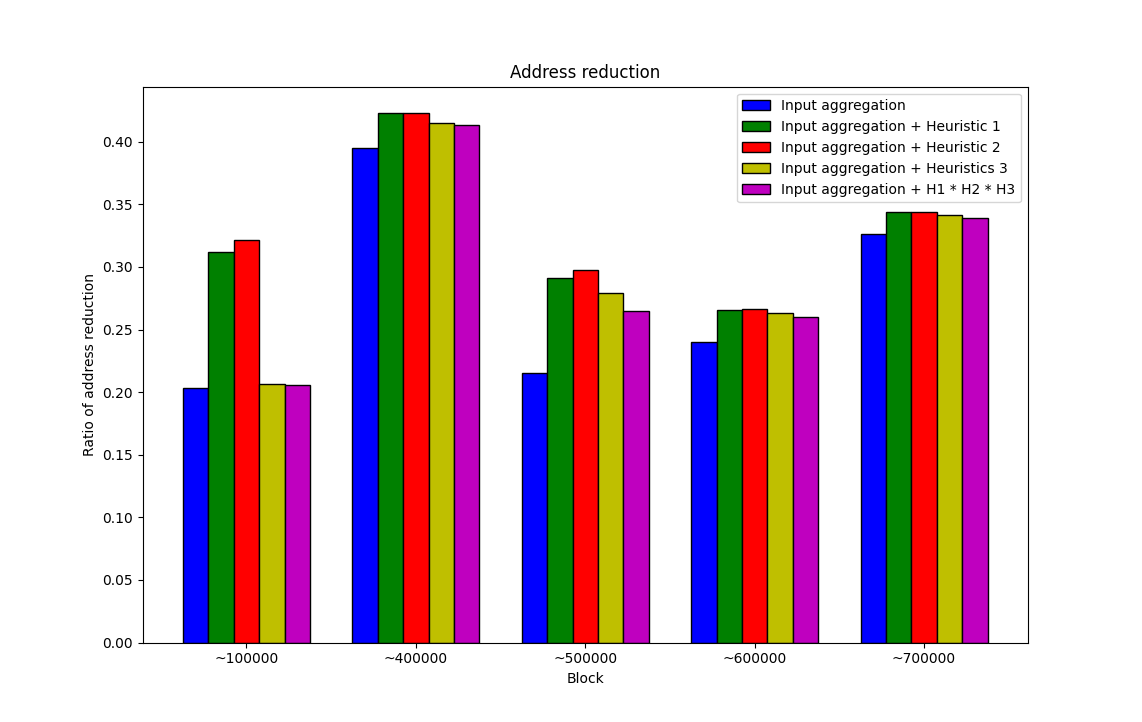 Address reduction
Input aggregation
Input aggregation + Heuristic 1
Input aggregation + Heuristic 2
Input aggregation + Heuristics 3
Input aggregation + H1 * H2 * H3
Ratio of address reduction
0.40
0.35
0.30
0.25
0.20
0.15
0.10
0.05
0.00
~100000 ~400000 ~500000 ~600000 ~700000
Block